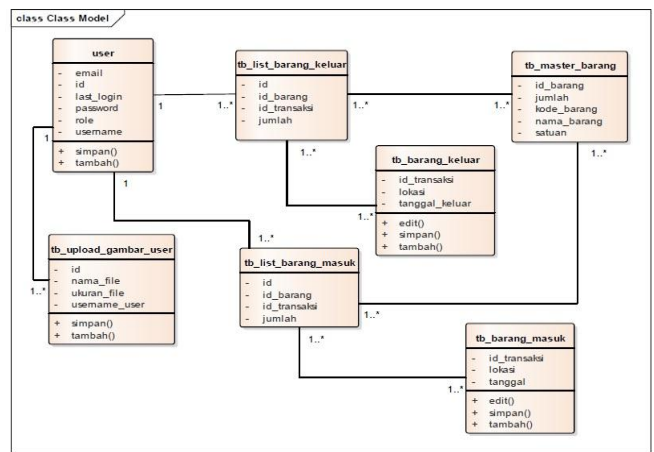 class Class Model
user
- email
- id
- last_login
- password
- role
- username
+ simpan()
+ tambah()
tb_list_barang_keluar
- id
- id_barang
- id_transaksi
- jumlah
tb_master_barang
- id_barang
- jumlah
- kode_barang
- nama_barang
- satuan
1
1..*
1..*
1..*
1..*
1..*
1
1
1..*
tb_barang_keluar
- id_transaksi
- lokasi
- tanggal_keluar
+ edit()
+ simpan()
+ tambah()
1..*
tb_upload_gambar_user
- id
- nama_file
- ukuran_file
- username_user
+ simpan()
+ tambah()
1..*
tb_list_barang_masuk
- id
- id_barang
- id_transaksi
- jumlah
1..*
1..*
1..*
tb_barang_masuk
- id_transaksi
- lokasi
- tanggal
+ edit()
+ simpan()
+ tambah()